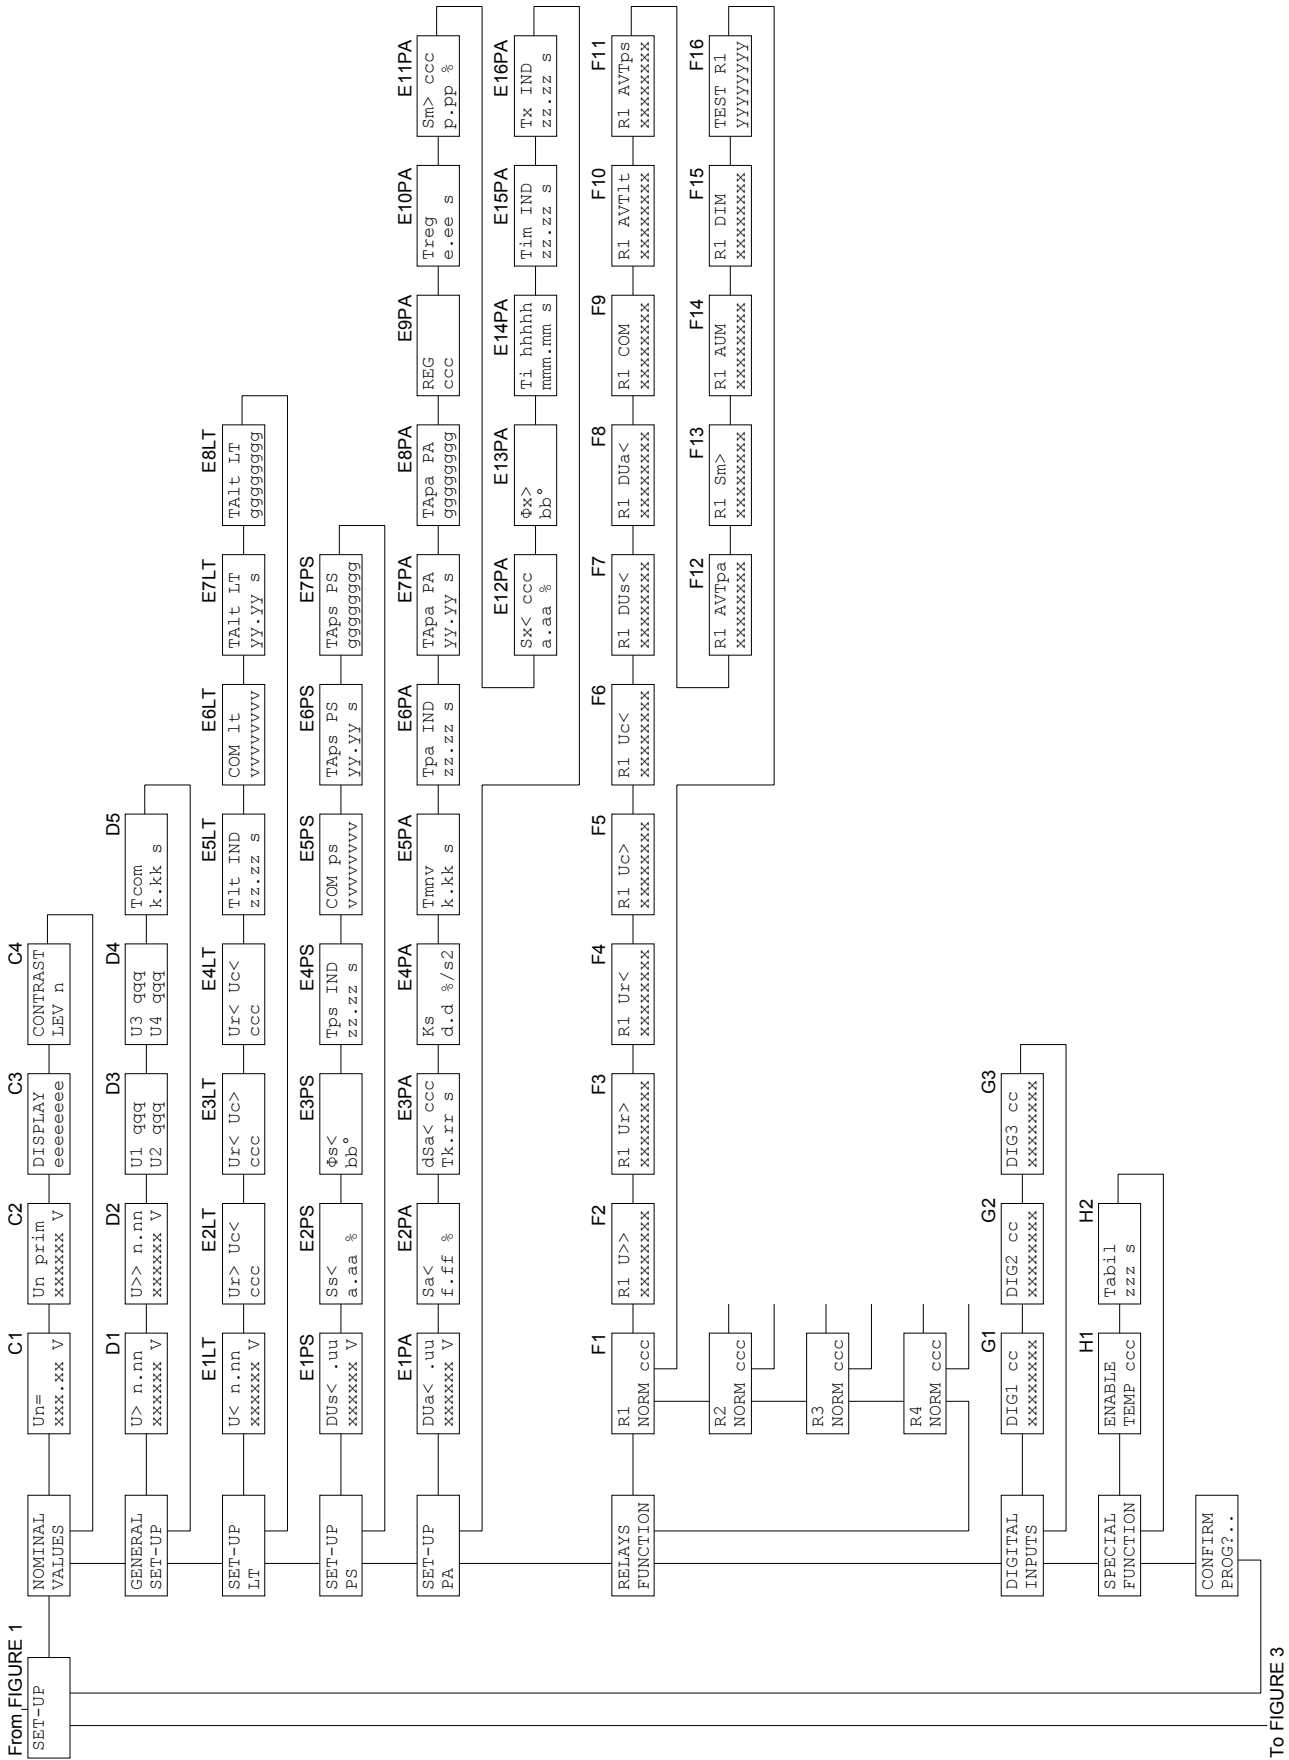 From FIGURE 1
SET-UP
NOMINAL
VALUES
C1
Un=
xxx.xx V
C2
Un prim
xxxxxx V
C3
DISPLAY
eeeeeeee
C4
CONTRAST
LEV n
GENERAL
SET-UP
D1
U> n.nn
xxxxxx V
D2
U>> n.nn
xxxxxx V
D3
U1 qqq
U2 qqq
D4
U3 qqq
U4 qqq
D5
Tcom
k.kk s
SET-UP
LT
E1LT
U< n.nn
xxxxxx V
E2LT
Ur> Uc<
ccc
E3LT
Ur< Uc>
ccc
E4LT
Ur< Uc<
ccc
E5LT
Tlt IND
zz.zz s
E6LT
COM lt
vvvvvvvv
E7LT
TAlt LT
yy.yy s
E8LT
TAlt LT
gggggggg
SET-UP
PS
E1PS
DUs< .uu
xxxxxx V
E2PS
Ss<
a.aa %
E3PS
Φs<
bb°
E4PS
Tps IND
zz.zz s
E5PS
COM ps
vvvvvvvv
E6PS
TAps PS
yy.yy s
E7PS
TAps PS
gggggggg
SET-UP
PA
E1PA
DUa< .uu
xxxxxx V
E2PA
Sa<
f.ff %
E3PA
dSa< ccc
Tk.rr s
E4PA
Ks
d.d %/s2
E5PA
Tmnv
k.kk s
E6PA
Tpa IND
zz.zz s
E7PA
TApa PA
yy.yy s
E8PA
TApa PA
gggggggg
E9PA
REG
ccc
E10PA
Treg
e.ee s
E11PA
Sm> ccc
p.pp %
E12PA
Sx< ccc
a.aa %
E13PA
Φx>
bb°
E14PA
Ti hhhhh
mmm.mm s
E15PA
Tim IND
zz.zz s
E16PA
Tx IND
zz.zz s
RELAYS
FUNCTION
F1
R1
NORM ccc
F2
R1 U>>
xxxxxxxx
F3
R1 Ur>
xxxxxxxx
F4
R1 Ur<
xxxxxxxx
F5
R1 Uc>
xxxxxxxx
F6
R1 Uc<
xxxxxxxx
F7
R1 DUs<
xxxxxxxx
F8
R1 DUa<
xxxxxxxx
F9
R1 COM
xxxxxxxx
F10
R1 AVTlt
xxxxxxxx
F11
R1 AVTps
xxxxxxxx
F12
R1 AVTpa
xxxxxxxx
F13
R1 Sm>
xxxxxxxx
F14
R1 AUM
xxxxxxxx
F15
R1 DIM
xxxxxxxx
F16
TEST R1
yyyyyyyy
R2
NORM ccc
R3
NORM ccc
R4
NORM ccc
DIGITAL
INPUTS
G1
DIG1 cc
xxxxxxxx
G2
DIG2 cc
xxxxxxxx
G3
DIG3 cc
xxxxxxxx
SPECIAL
FUNCTION
H1
ENABLE
TEMP ccc
H2
Tabil
zzz s
CONFIRM
PROG?..
To FIGURE 3